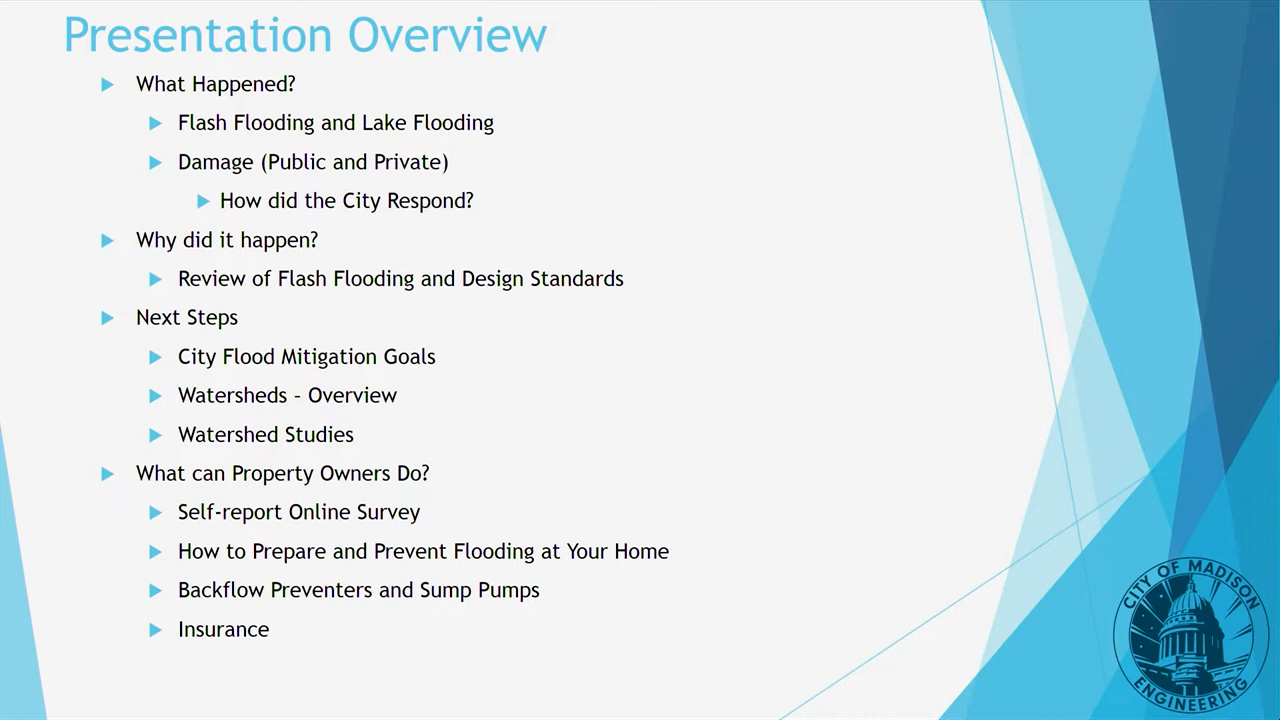 Presentation Overview
What Happened?
Flash Flooding and Lake Flooding
Damage (Public and Private)
How did the City Respond?
Why did it happen?
Review of Flash Flooding and Design Standards
Next Steps
City Flood Mitigation Goals
Watersheds – Overview
Watershed Studies
What can Property Owners Do?
Self-report Online Survey
How to Prepare and Prevent Flooding at Your Home
Backflow Preventers and Sump Pumps
Insurance
CITY OF MADISON
ENGINEERING